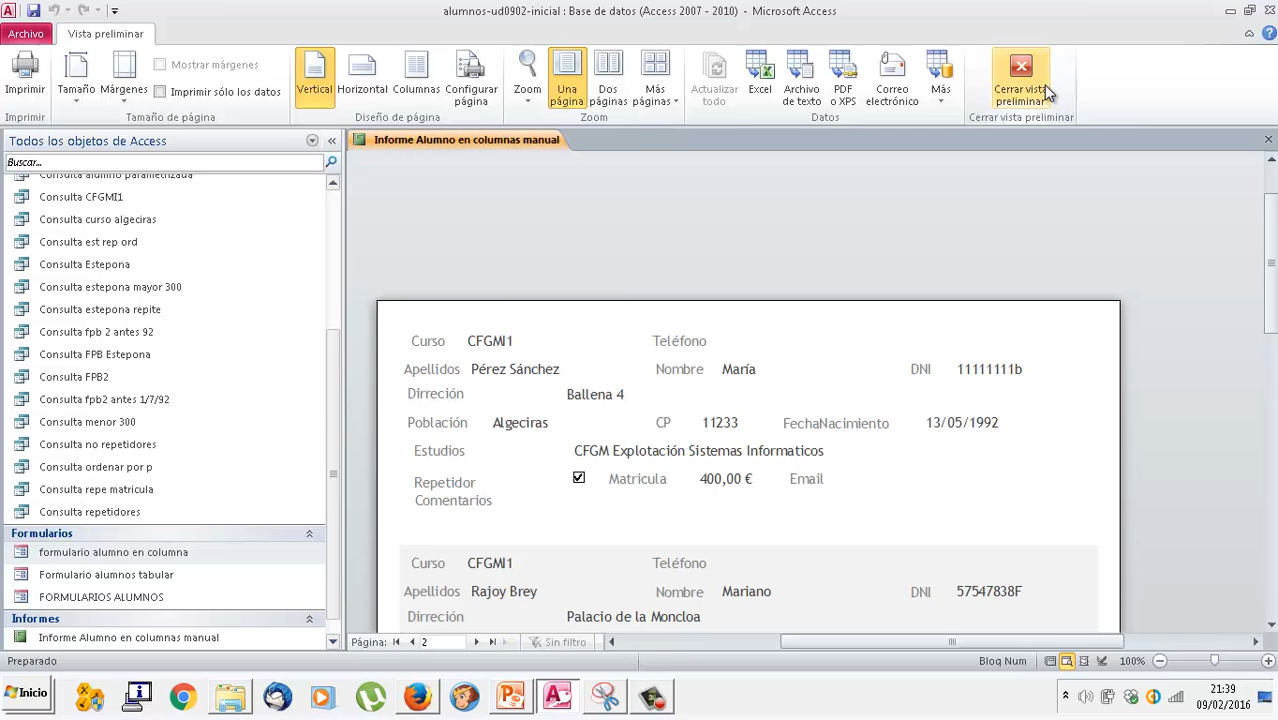 alumnos-ud0902-inicial : Base de datos (Access 2007 - 2010) - Microsoft Access
Archivo
Vista preliminar
Imprimir
Tamaño
Márgenes
Mostrar márgenes
Imprimir sólo los datos
Vertical
Horizontal
Columnas
Configurar página
Zoom
Una página
Dos páginas
Más páginas
Actualizar todo
Excel
Archivo de texto
PDF o XPS
Correo electrónico
Más
Cerrar vista preliminar
Imprimir
Tamaño de página
Diseño de página
Zoom
Datos
Cerrar vista preliminar
Todos los objetos de Access
Buscar...
Consulta alumno parametrizada
Consulta CFGMI1
Consulta curso algeciras
Consulta est rep ord
Consulta Estepona
Consulta estepona mayor 300
Consulta estepona repite
Consulta fpb 2 antes 92
Consulta FPB Estepona
Consulta FPB2
Consulta fpb2 antes 1/7/92
Consulta menor 300
Consulta no repetidores
Consulta ordenar por p
Consulta repe matricula
Consulta repetidores
Formularios
formulario alumno en columna
Formulario alumnos tabular
FORMULARIOS ALUMNOS
Informes
Informe Alumno en columnas manual
Informe Alumno en columnas manual
Curso CFGMI1 Teléfono
Apellidos Pérez Sánchez Nombre María DNI 11111111b
Dirreción Ballena 4
Población Algeciras CP 11233 FechaNacimiento 13/05/1992
Estudios CFGM Explotación Sistemas Informaticos
Repetidor Matricula 400,00 € Email
Comentarios
Curso CFGMI1 Teléfono
Apellidos Rajoy Brey Nombre Mariano DNI 57547838F
Dirreción Palacio de la Moncloa
Página: 2 Sin filtro
Preparado
Bloq Num
100%
Inicio
21:39
09/02/2016